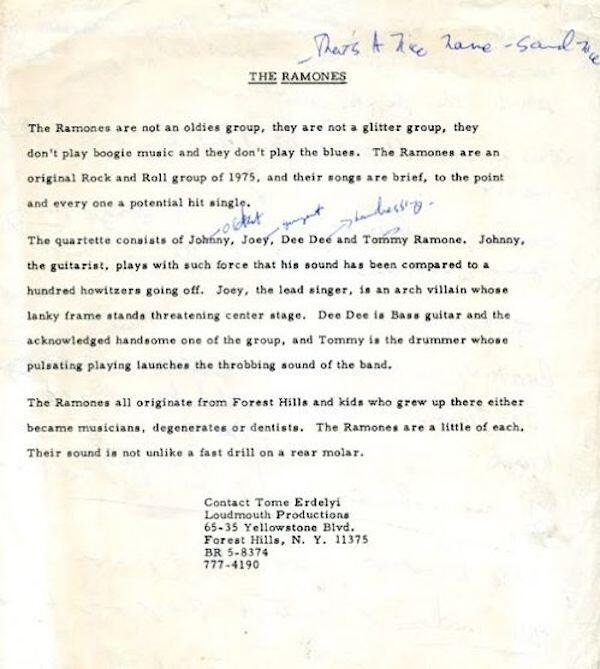 That's A Nice name - sound nice
THE RAMONES
The Ramones are not an oldies group, they are not a glitter group, they
don't play boogie music and they don't play the blues. The Ramones are an
original Rock and Roll group of 1975, and their songs are brief, to the point
and every one a potential hit single.
oldest youngest
The quartette consists of Johnny, Joey, Dee Dee and Tommy Ramone. Johnny,
the guitarist, plays with such force that his sound has been compared to a
hundred howitzers going off. Joey, the lead singer, is an arch villain whose
lanky frame stands threatening center stage. Dee Dee is Bass guitar and the
acknowledged handsome one of the group, and Tommy is the drummer whose
pulsating playing launches the throbbing sound of the band.
The Ramones all originate from Forest Hills and kids who grew up there either
became musicians, degenerates or dentists. The Ramones are a little of each.
Their sound is not unlike a fast drill on a rear molar.
Contact Tome Erdelyi
Loudmouth Productions
65-35 Yellowstone Blvd.
Forest Hills, N. Y. 11375
BR 5-8374
777-4190